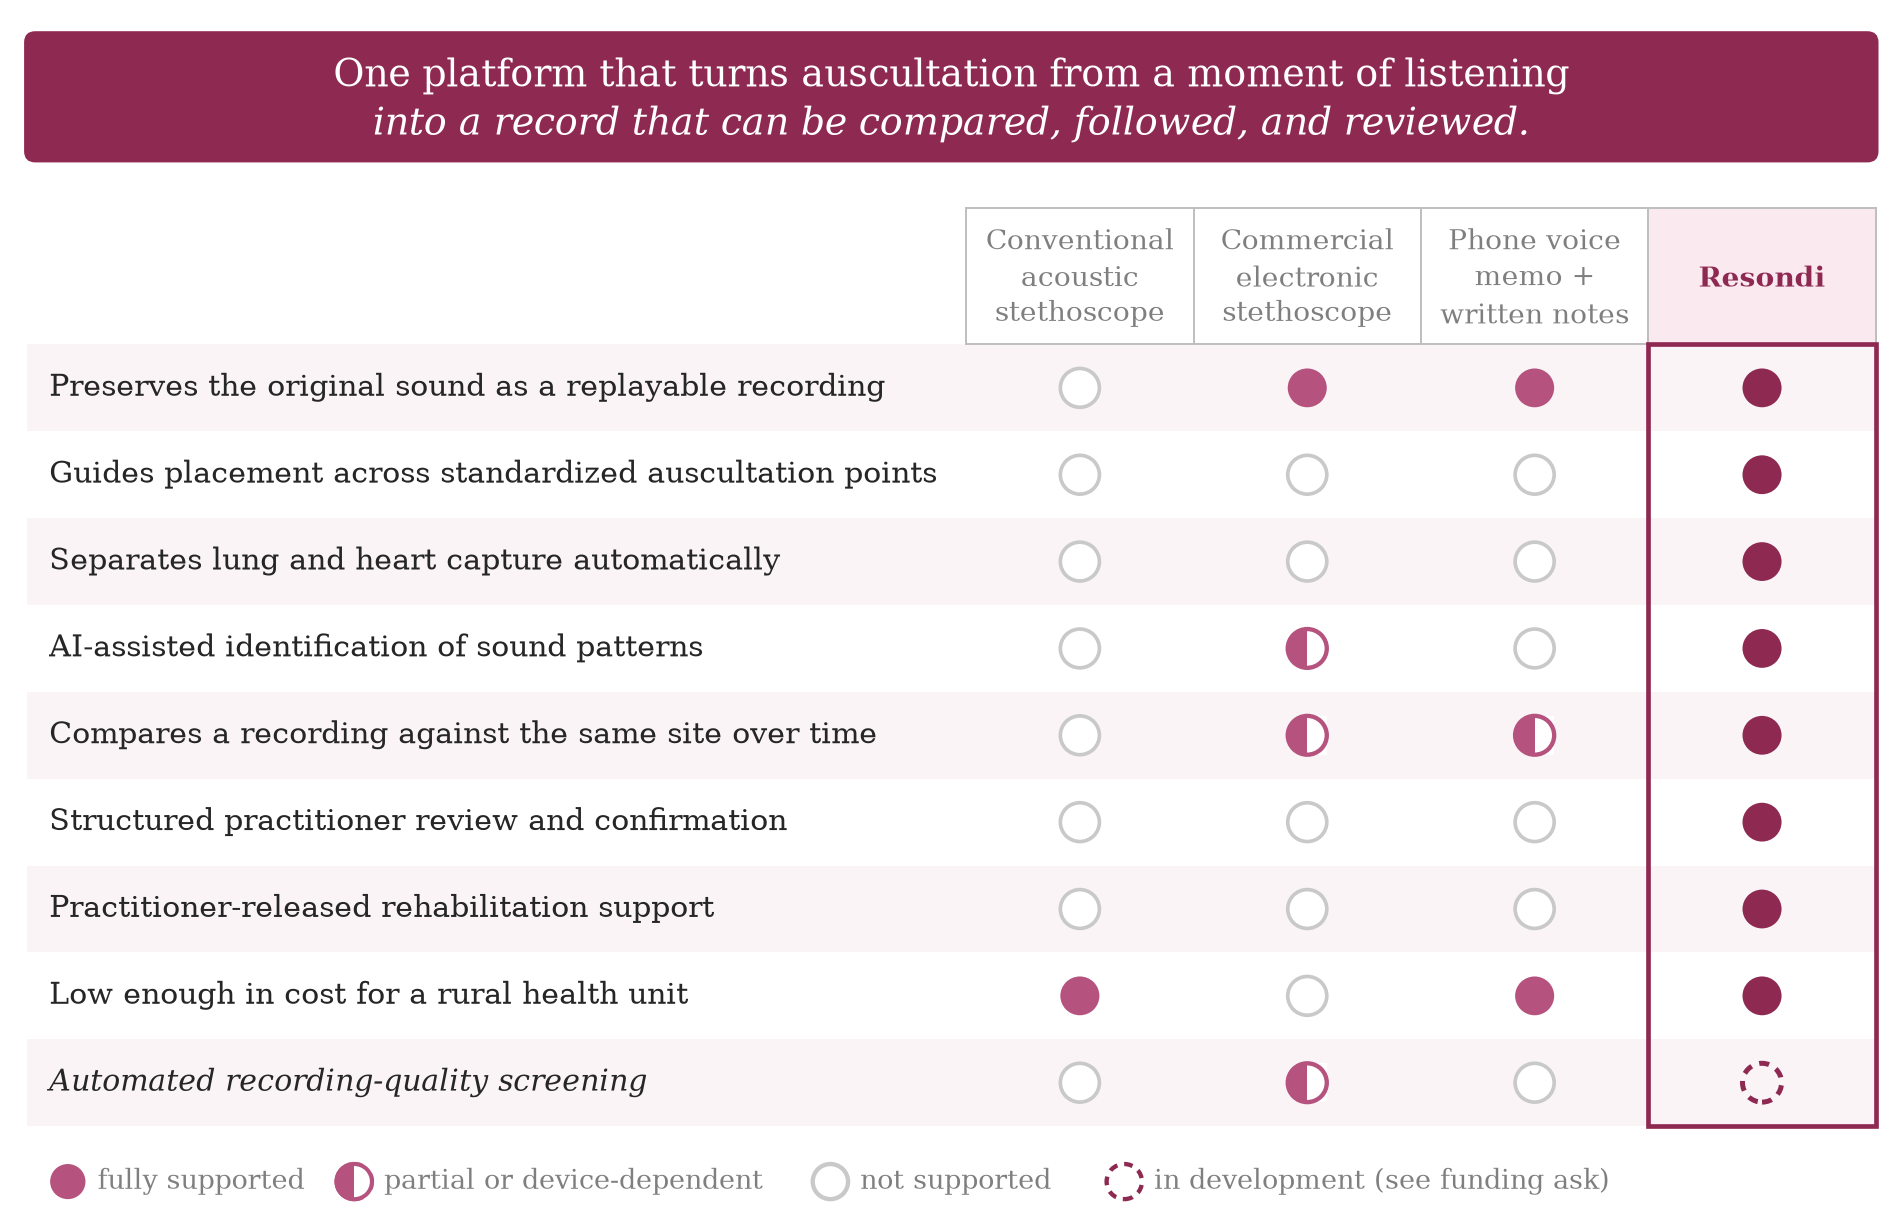 One platform that turns auscultation from a moment of listening
into a record that can be compared, followed, and reviewed.
Conventional
acoustic
stethoscope
Commercial
electronic
stethoscope
Phone voice
memo +
written notes
Resondi
Preserves the original sound as a replayable recording
Guides placement across standardized auscultation points
Separates lung and heart capture automatically
AI-assisted identification of sound patterns
Compares a recording against the same site over time
Structured practitioner review and confirmation
Practitioner-released rehabilitation support
Low enough in cost for a rural health unit
Automated recording-quality screening
fully supported
partial or device-dependent
not supported
in development (see funding ask)